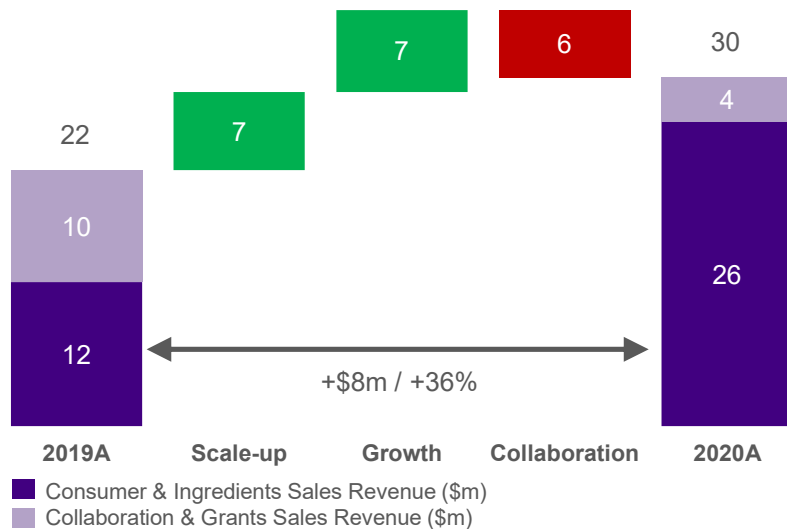 7
6
30
4
7
22
10
26
12
+$8m / +36%
2019A Scale-up Growth Collaboration 2020A
Consumer & Ingredients Sales Revenue ($m)
Collaboration & Grants Sales Revenue ($m)